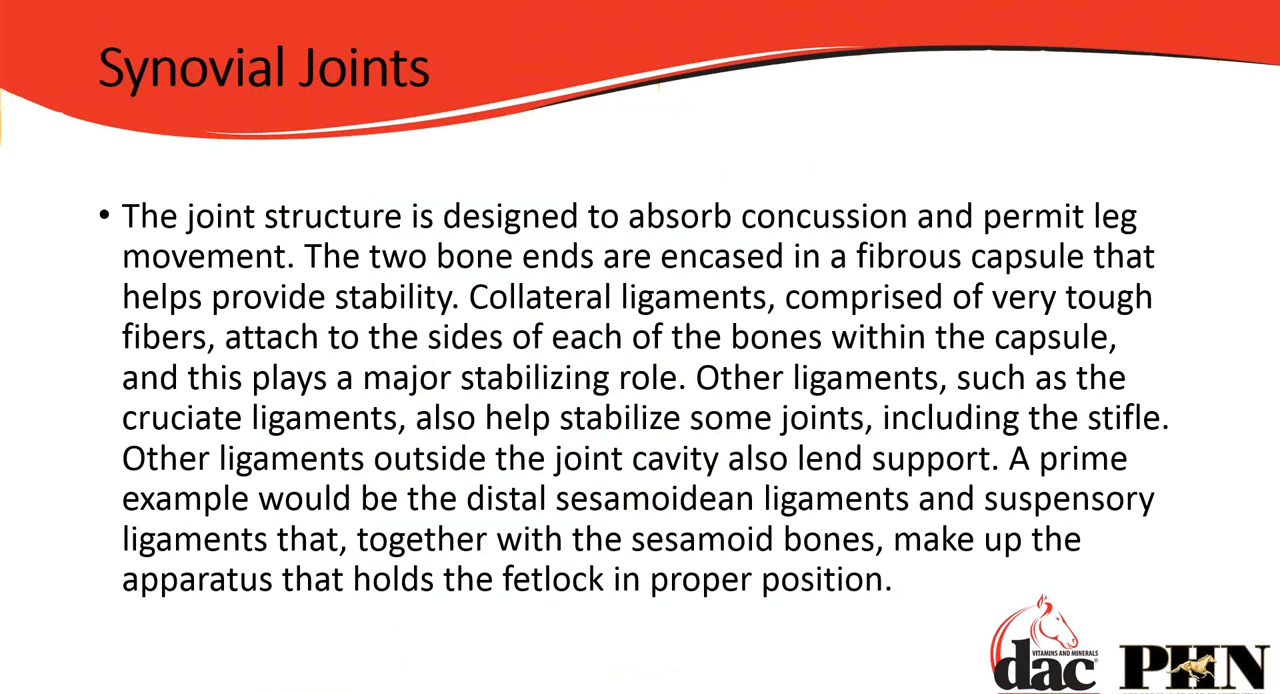 Synovial Joints
• The joint structure is designed to absorb concussion and permit leg
movement. The two bone ends are encased in a fibrous capsule that
helps provide stability. Collateral ligaments, comprised of very tough
fibers, attach to the sides of each of the bones within the capsule,
and this plays a major stabilizing role. Other ligaments, such as the
cruciate ligaments, also help stabilize some joints, including the stifle.
Other ligaments outside the joint cavity also lend support. A prime
example would be the distal sesamoidean ligaments and suspensory
ligaments that, together with the sesamoid bones, make up the
apparatus that holds the fetlock in proper position.
VITAMINS AND MINERALS
dac®
PHN